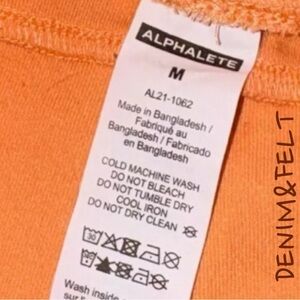 ALPHALETE
M
AL21-1062
Made in Bangladesh /
Fabriqué au
Bangladesh / Fabricado
en Bangladesh
COLD MACHINE WASH
DO NOT BLEACH
DO NOT TUMBLE DRY
COOL IRON
DO NOT DRY CLEAN
30
Wash inside
DENIM&FELT